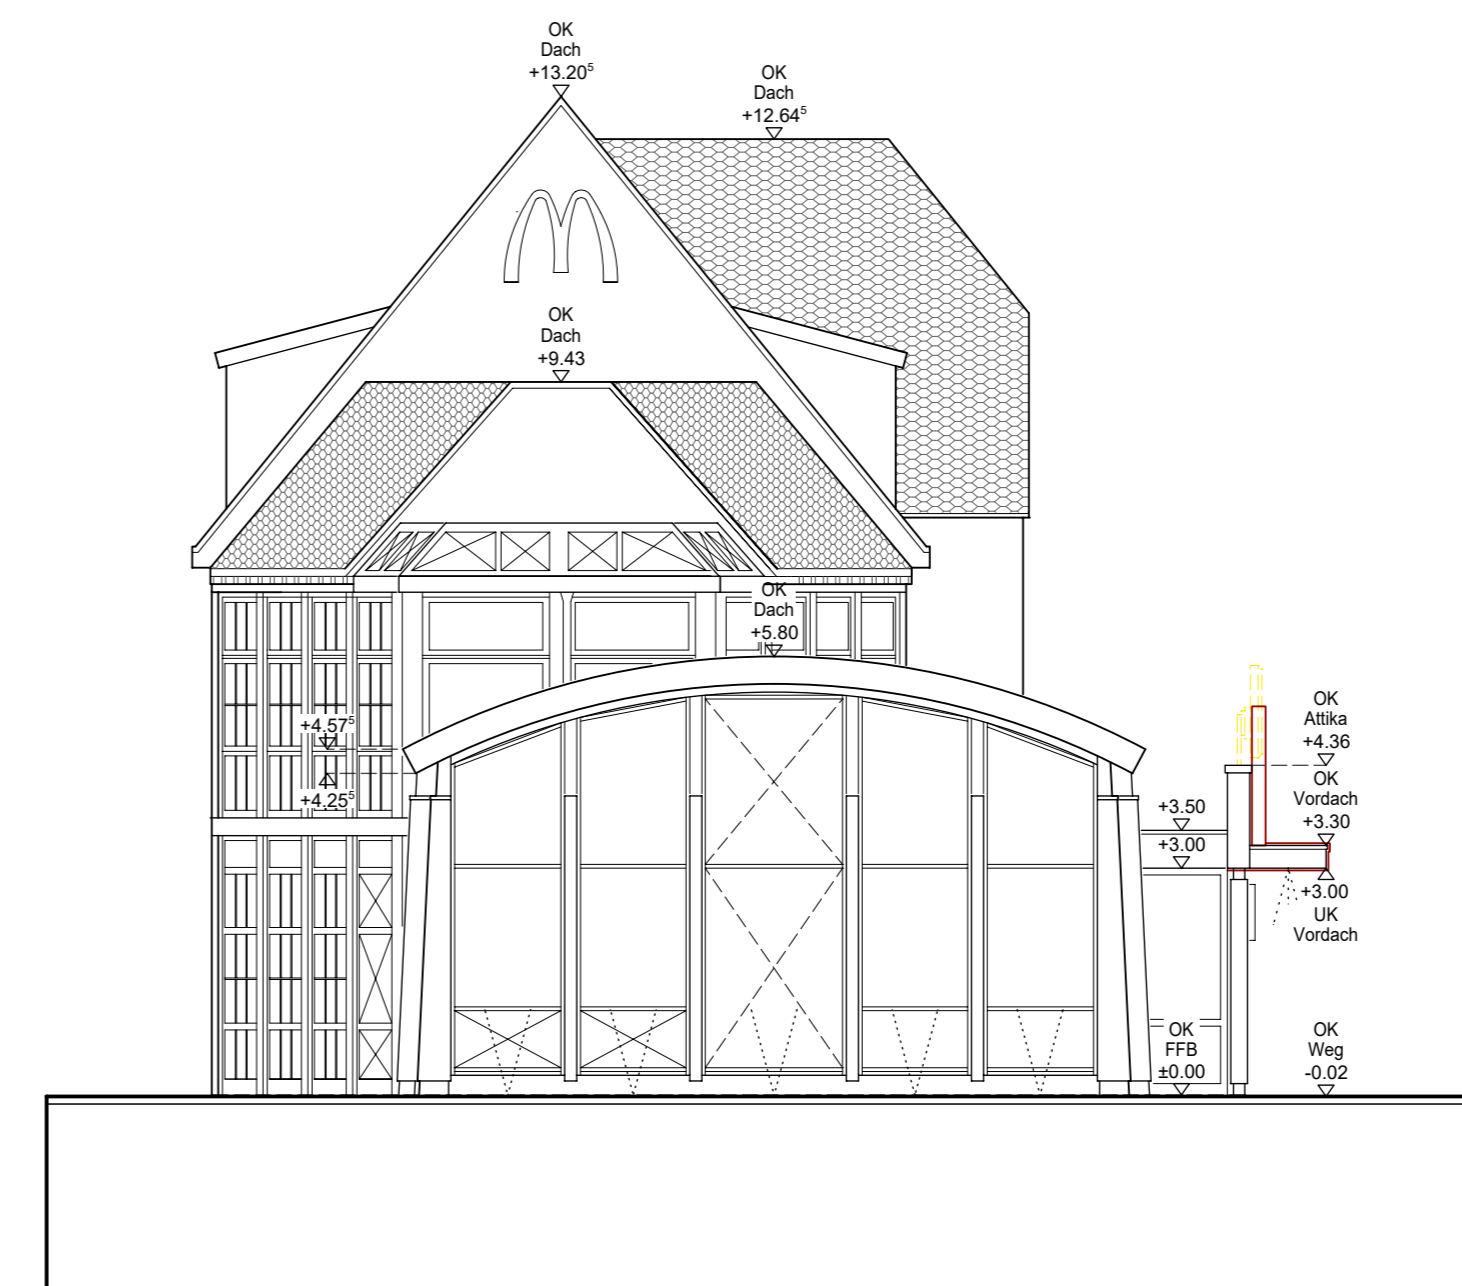 OK
Dach
+13.20⁵
OK
Dach
+12.64⁵
OK
Dach
+9.43
OK
Dach
+5.80
+4.57⁵
+4.25⁵
OK
Attika
+4.36
OK
Vordach
+3.30
+3.50
+3.00
+3.00
UK
Vordach
OK
FFB
±0.00
OK
Weg
-0.02